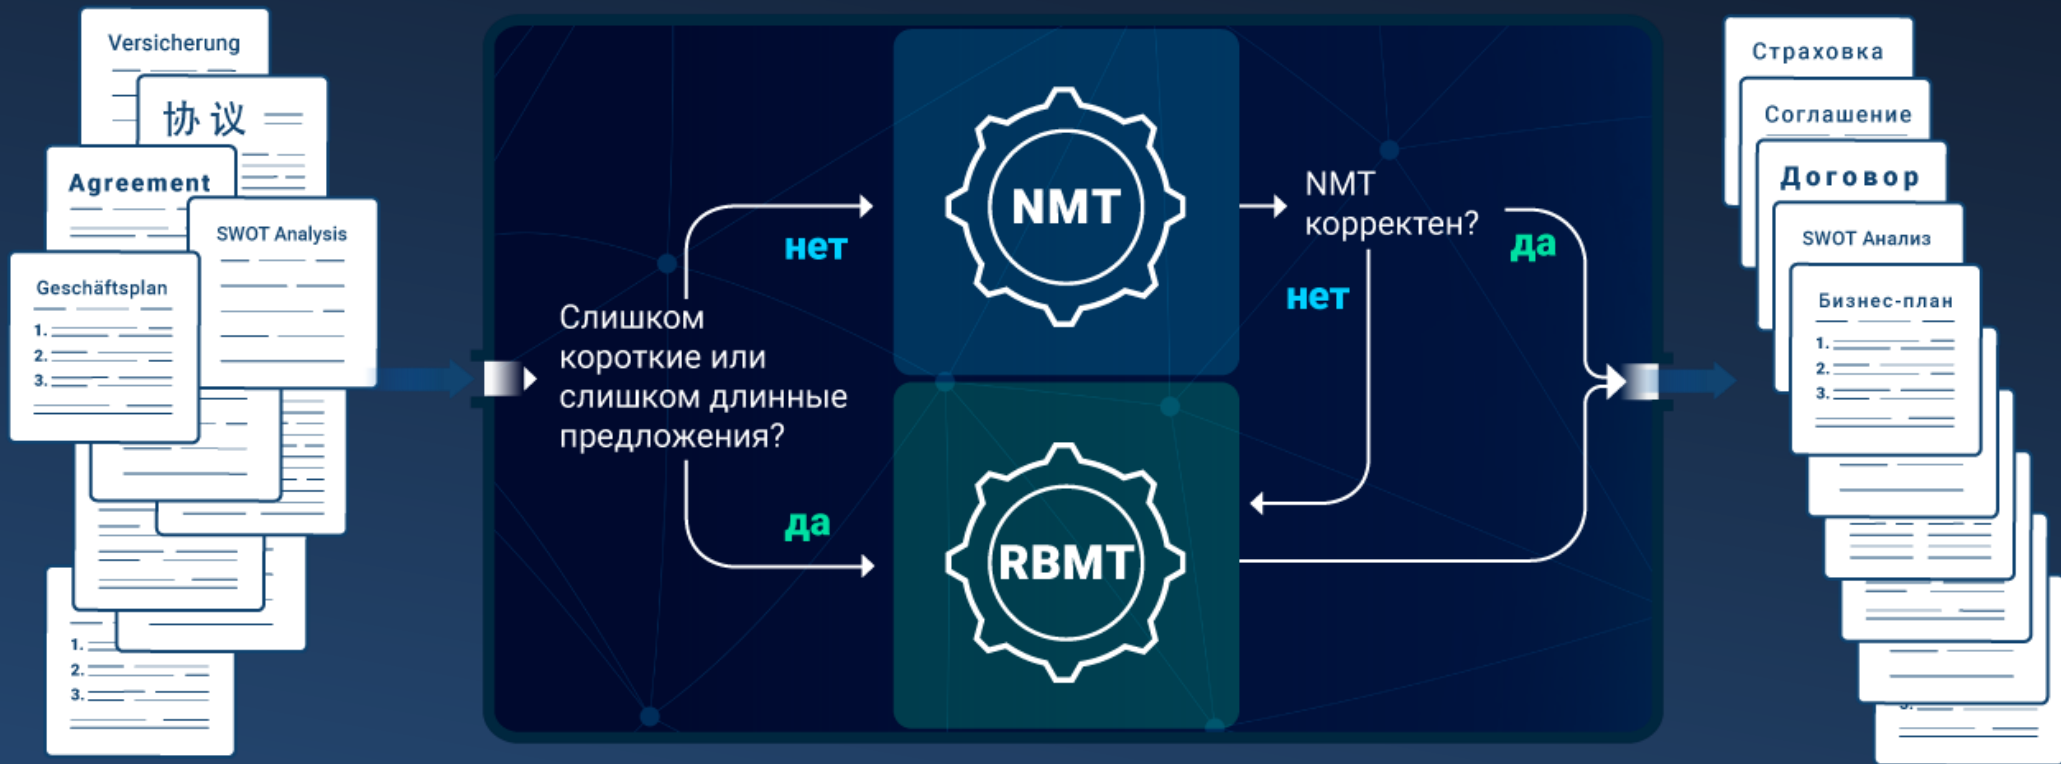 Versicherung
协议
Agreement
SWOT Analysis
Geschäftsplan
1.
2.
3.
1.
2.
3.
Слишком
короткие или
слишком длинные
предложения?
нет
да
NMT
RBMT
NMT
корректен?
нет
да
Страховка
Соглашение
Договор
SWOT Анализ
Бизнес-план
1.
2.
3.